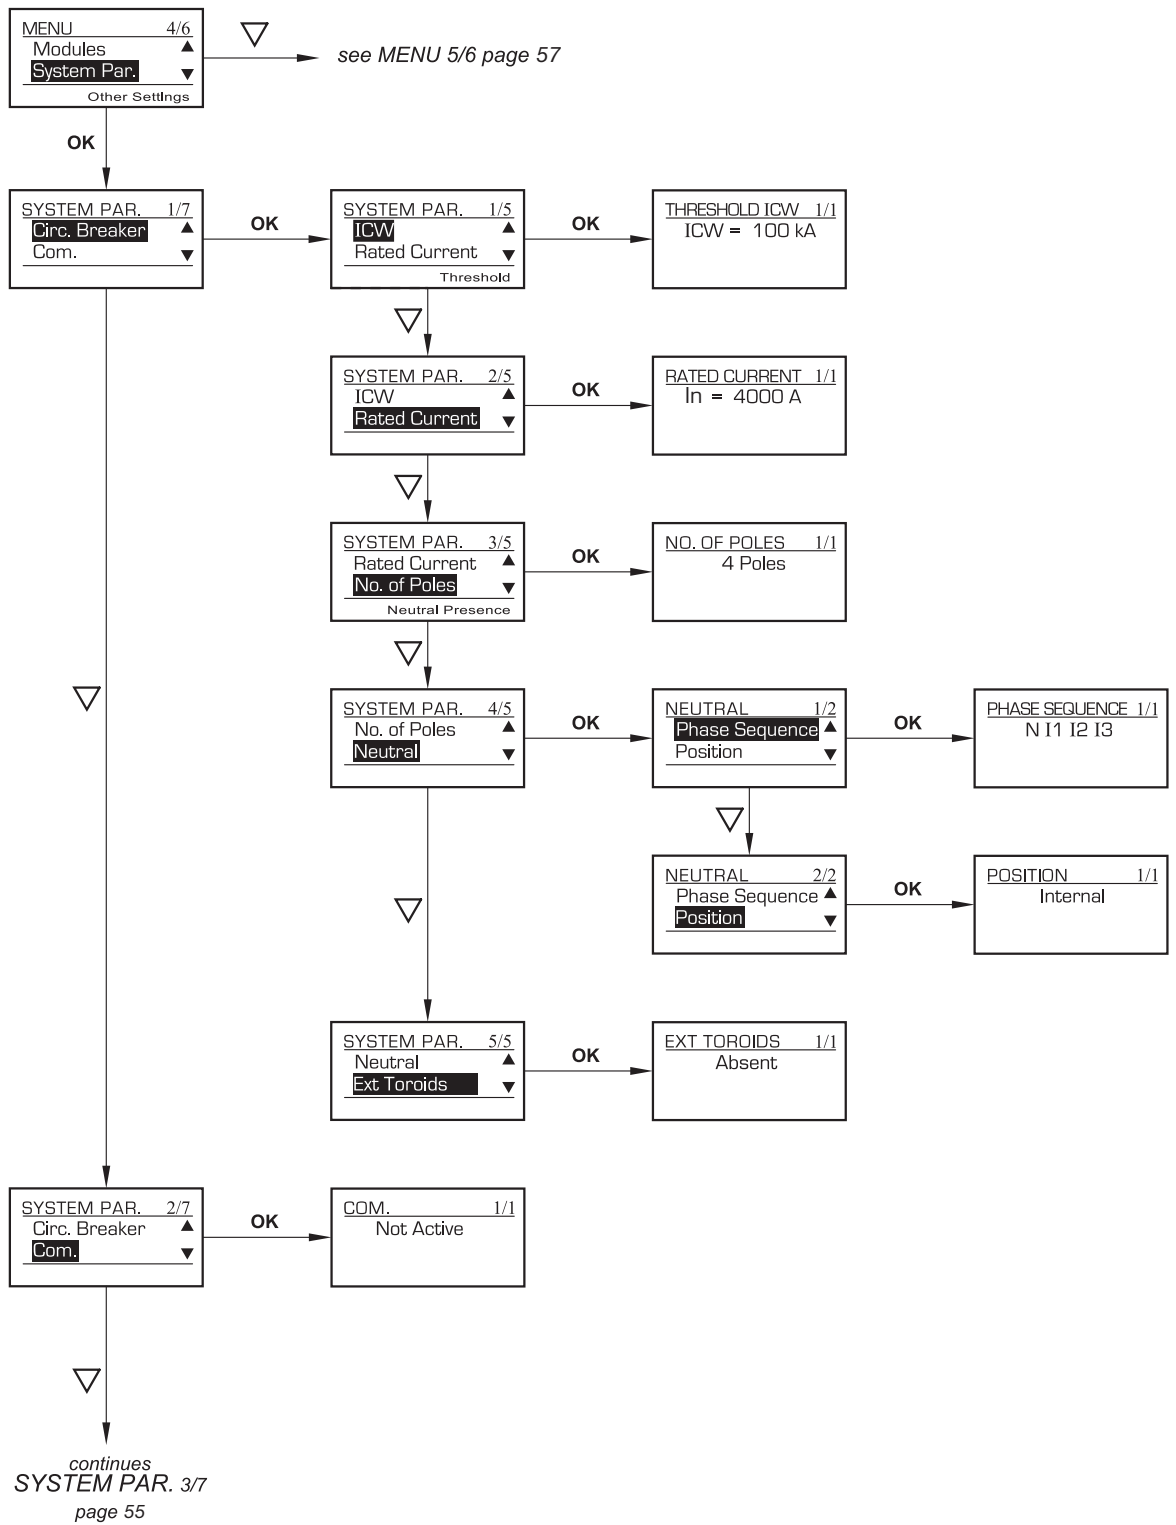 MENU 4/6
Modules
System Par.
Other Settings
see MENU 5/6 page 57
OK
SYSTEM PAR. 1/7
Circ. Breaker
Com.
OK
SYSTEM PAR. 1/5
ICW
Rated Current
Threshold
OK
THRESHOLD ICW 1/1
ICW = 100 kA
SYSTEM PAR. 2/5
ICW
Rated Current
OK
RATED CURRENT 1/1
In = 4000 A
SYSTEM PAR. 3/5
Rated Current
No. of Poles
Neutral Presence
OK
NO. OF POLES 1/1
4 Poles
SYSTEM PAR. 4/5
No. of Poles
Neutral
OK
NEUTRAL 1/2
Phase Sequence
Position
OK
PHASE SEQUENCE 1/1
N I1 I2 I3
NEUTRAL 2/2
Phase Sequence
Position
OK
POSITION 1/1
Internal
SYSTEM PAR. 5/5
Neutral
Ext Toroids
OK
EXT TOROIDS 1/1
Absent
SYSTEM PAR. 2/7
Circ. Breaker
Com.
OK
COM. 1/1
Not Active
continues
SYSTEM PAR. 3/7
page 55